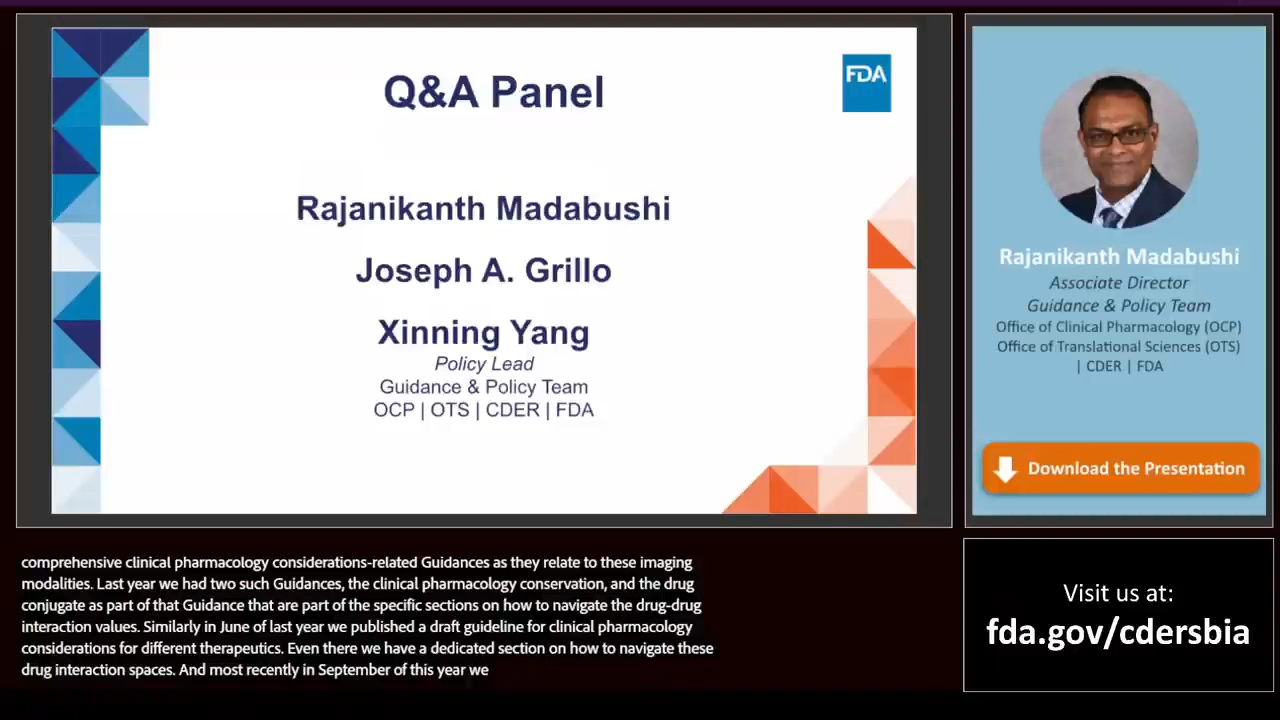 Q&A Panel
FDA
Rajanikanth Madabushi
Joseph A. Grillo
Xinning Yang
Policy Lead
Guidance & Policy Team
OCP | OTS | CDER | FDA
Rajanikanth Madabushi
Associate Director
Guidance & Policy Team
Office of Clinical Pharmacology (OCP)
Office of Translational Sciences (OTS)
| CDER | FDA
Download the Presentation
comprehensive clinical pharmacology considerations-related Guidances as they relate to these imaging
modalities. Last year we had two such Guidances, the clinical pharmacology conservation, and the drug
conjugate as part of that Guidance that are part of the specific sections on how to navigate the drug-drug
interaction values. Similarly in June of last year we published a draft guideline for clinical pharmacology
considerations for different therapeutics. Even there we have a dedicated section on how to navigate these
drug interaction spaces. And most recently in September of this year we
Visit us at:
fda.gov/cdersbia